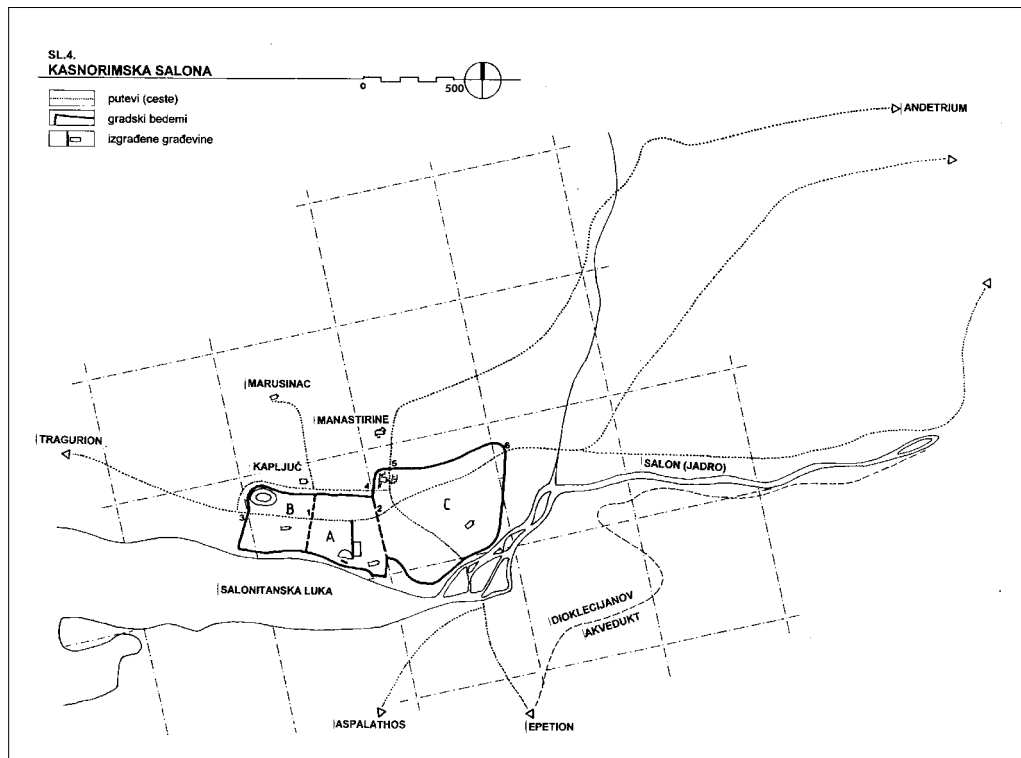 SL.4.
KASNORIMSKA SALONA
0 500
putevi (ceste)
gradski bedemi
izgrađene građevine
ANDETRIUM
MARUSINAC
MANASTIRINE
TRAGURION
KAPLJUČ
SALON (JADRO)
5
6
4
B
1
2
C
3
A
SALONITANSKA LUKA
DIOKLECIJANOV
AKVEDUKT
ASPALATHOS
EPETION